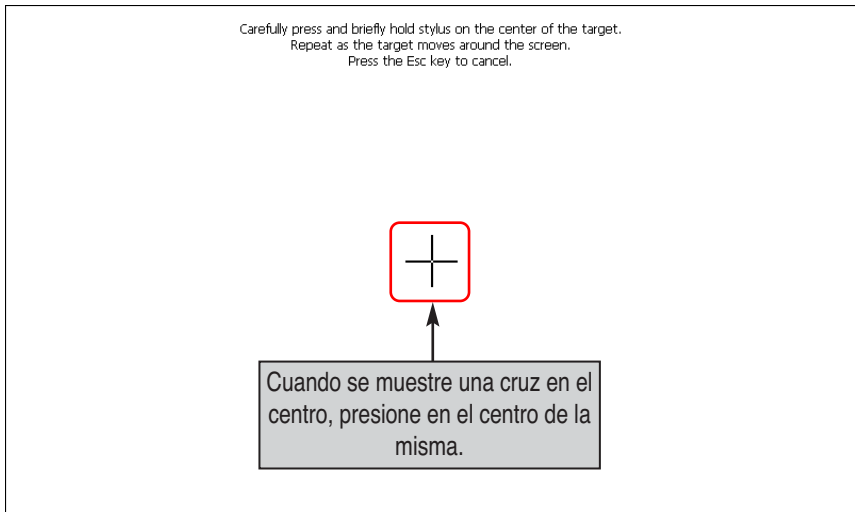 Carefully press and briefly hold stylus on the center of the target.
Repeat as the target moves around the screen.
Press the Esc key to cancel.
Cuando se muestre una cruz en el
centro, presione en el centro de la
misma.